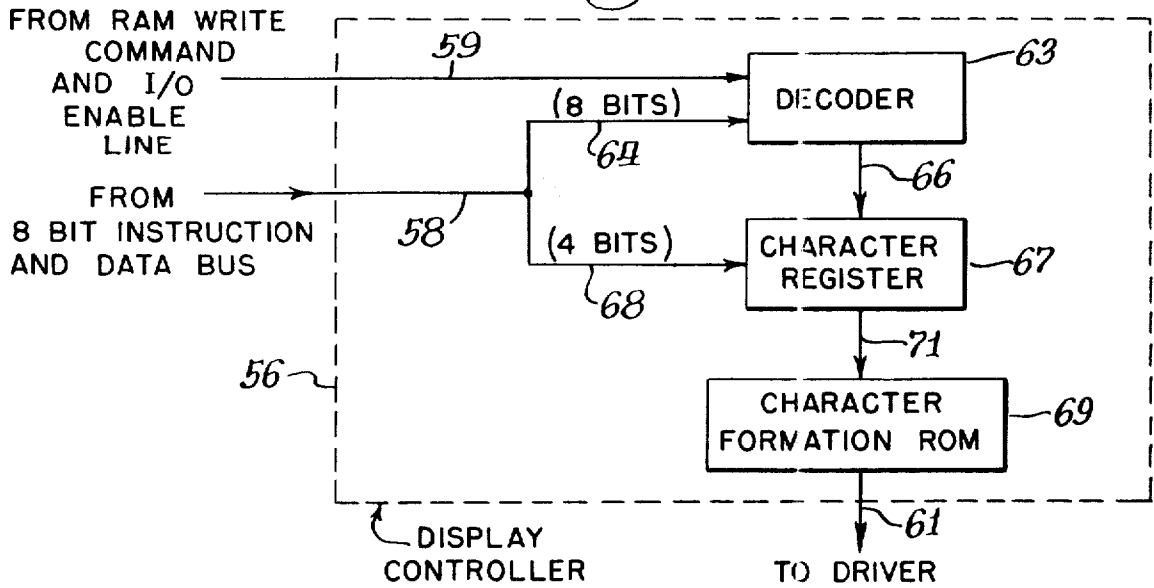 FROM RAM WRITE
COMMAND
AND I/O
ENABLE
LINE
59
(8 BITS)
64
DECODER
63
66
FROM
8 BIT INSTRUCTION
AND DATA BUS
58
(4 BITS)
68
CHARACTER
REGISTER
67
71
56
CHARACTER
FORMATION ROM
69
61
DISPLAY
CONTROLLER
TO DRIVER